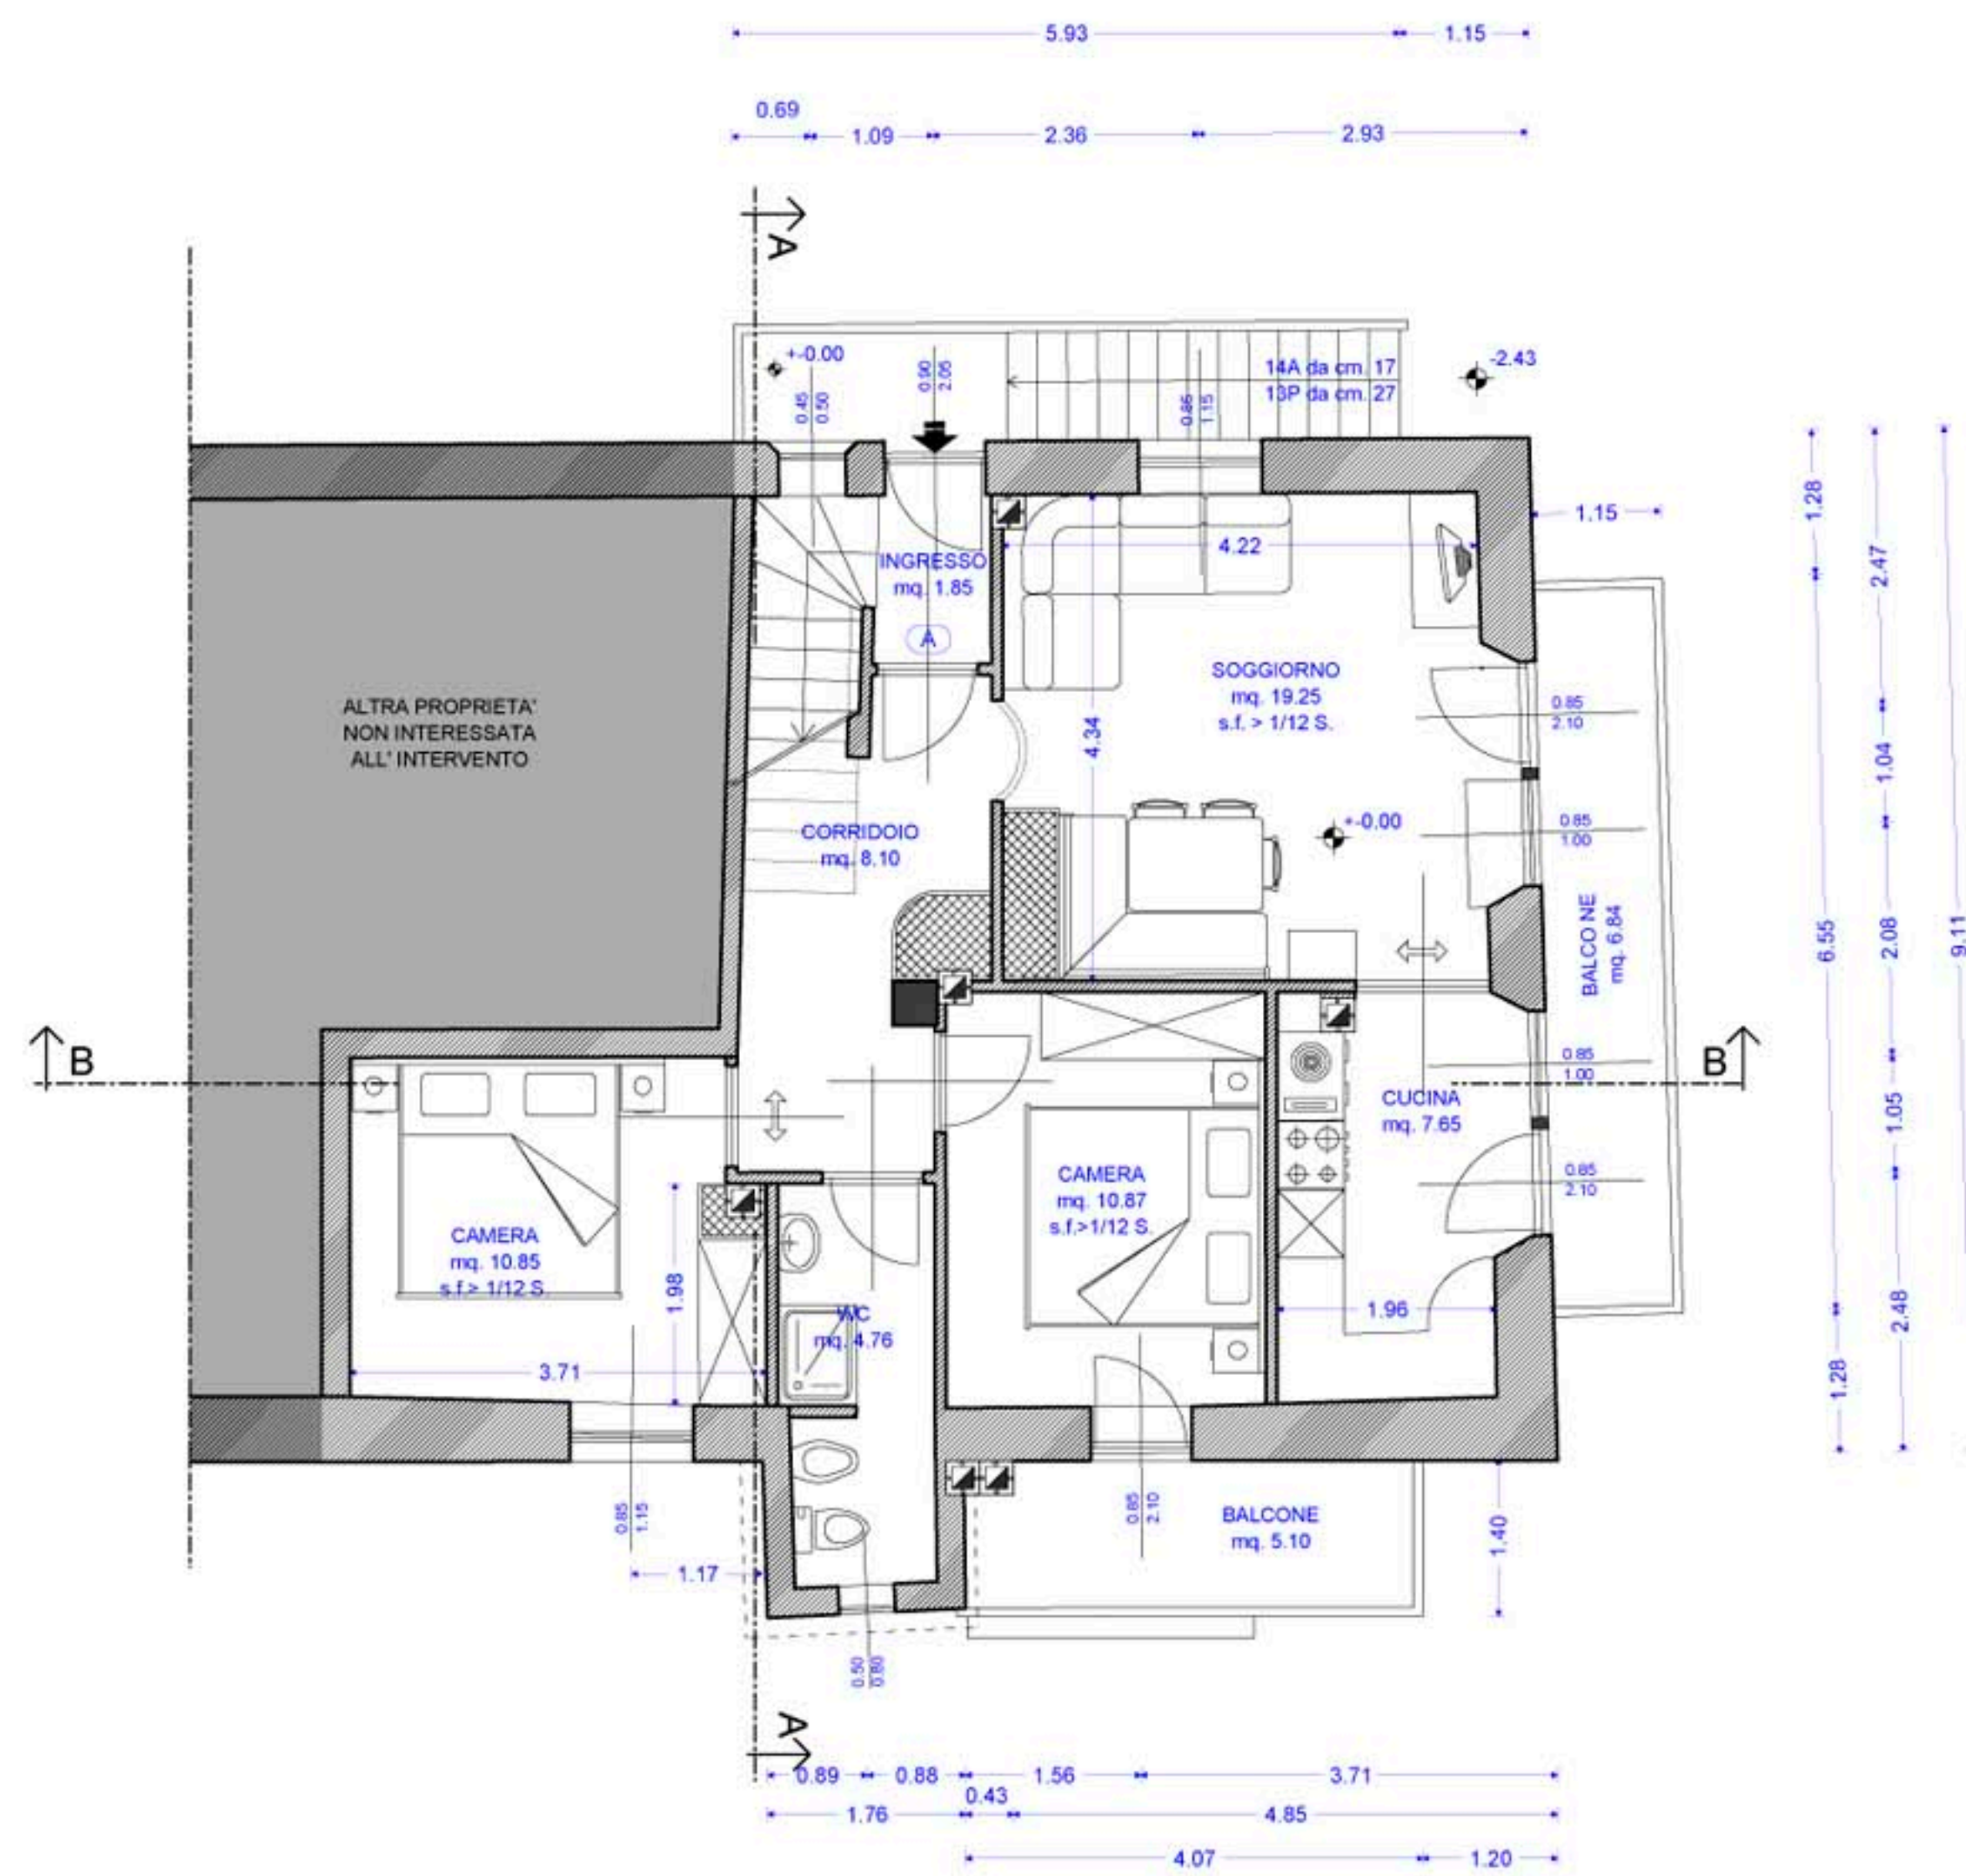 5.93
1.15
0.69
1.09
2.36
2.93
A
+-0.00
0.45
0.50
0.90
2.05
0.85
1.15
14A da cm. 17
13P da cm. 27
-2.43
1.15
1.28
2.47
INGRESSO
mq. 1.85
A
4.22
SOGGIORNO
mq. 19.25
s.f. > 1/12 S.
4.34
0.85
2.10
ALTRA PROPRIETA'
NON INTERESSATA
ALL' INTERVENTO
1.04
CORRIDOIO
mq. 8.10
+-0.00
0.85
1.00
BALCO NE
mq. 6.84
6.55
2.08
9.11
B
B
0.85
1.00
CUCINA
mq. 7.65
1.05
CAMERA
mq. 10.87
s.f.>1/12 S.
0.85
2.10
CAMERA
mq. 10.85
s.f.> 1/12 S.
1.98
WC
mq. 4.76
1.96
2.48
3.71
1.28
0.85
1.15
0.85
2.10
BALCONE
mq. 5.10
1.40
1.17
0.50
0.80
A
0.89
0.88
1.56
3.71
0.43
1.76
4.85
4.07
1.20